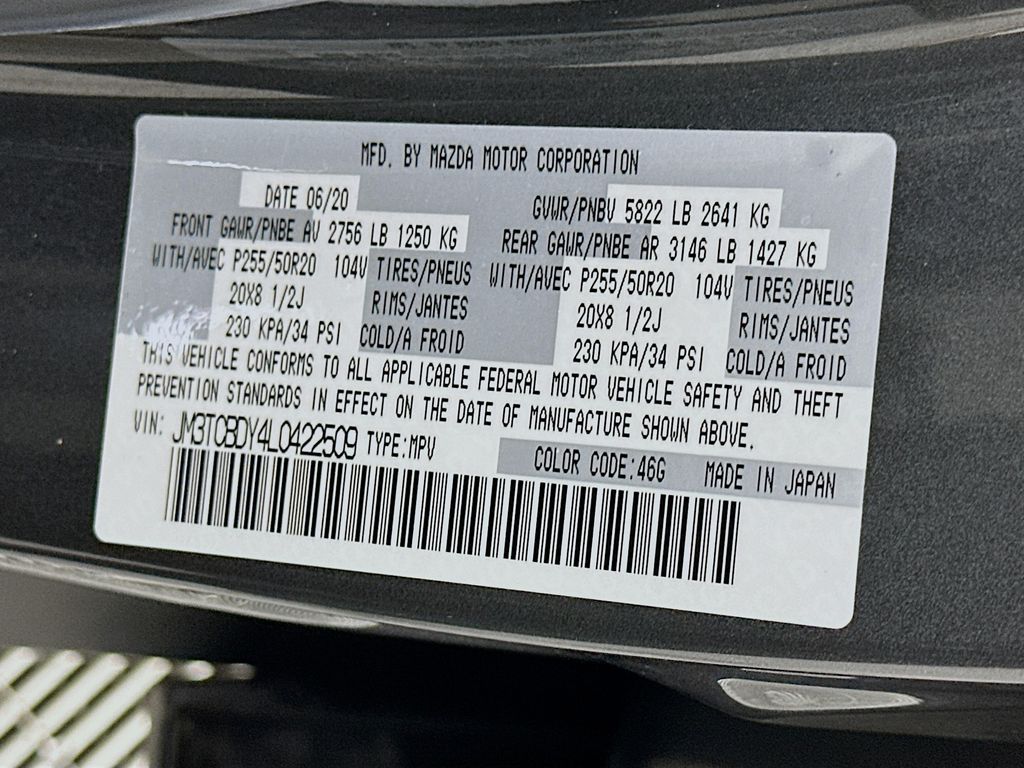 MFD. BY MAZDA MOTOR CORPORATION
DATE 06/20 GVWR/PNBV 5822 LB 2641 KG
FRONT GAWR/PNBE AV 2756 LB 1250 KG REAR GAWR/PNBE AR 3146 LB 1427 KG
WITH/AVEC P255/50R20 104V TIRES/PNEUS WITH/AVEC P255/50R20 104V TIRES/PNEUS
20X8 1/2J RIMS/JANTES 20X8 1/2J RIMS/JANTES
230 KPA/34 PSI COLD/A FROID 230 KPA/34 PSI COLD/A FROID
THIS VEHICLE CONFORMS TO ALL APPLICABLE FEDERAL MOTOR VEHICLE SAFETY AND THEFT
PREVENTION STANDARDS IN EFFECT ON THE DATE OF MANUFACTURE SHOWN ABOVE.
VIN: JM3TCBDY4L0422509 TYPE:MPV
COLOR CODE:46G MADE IN JAPAN